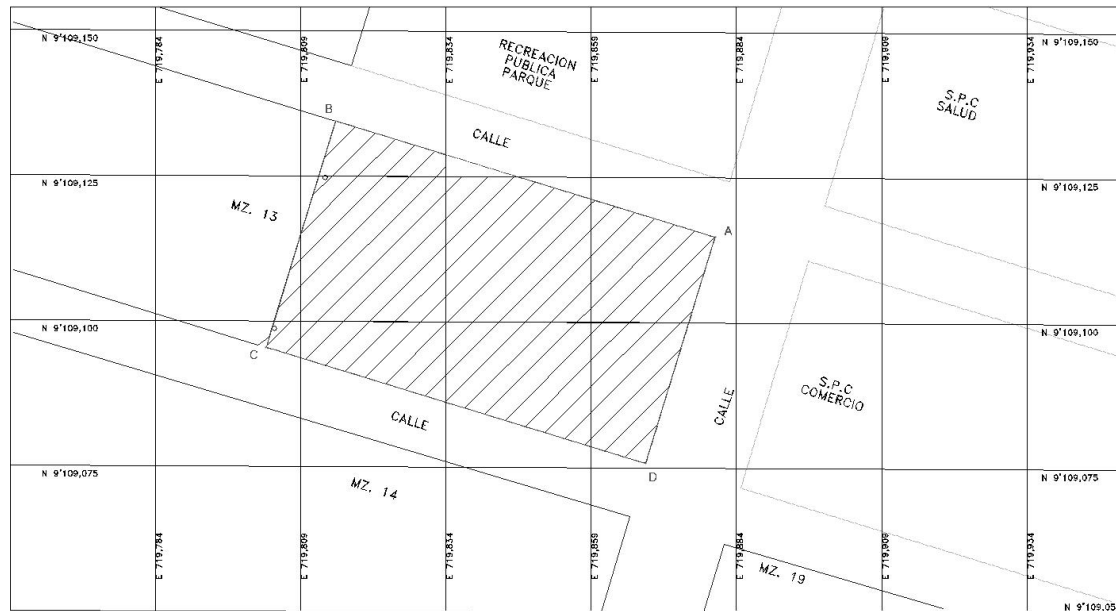 N 9'109,150
E 719,784
E 719,809
E 719,834
E 719,859
E 719,884
E 719,909
E 719,934
N 9'109,150
RECREACION
PUBLICA
PARQUE
S.P.C
SALUD
B
CALLE
N 9'109,125
N 9'109,125
MZ. 13
A
N 9'109,100
N 9'109,100
C
S.P.C
COMERCIO
CALLE
CALLE
N 9'109,075
N 9'109,075
D
MZ. 14
E 719,784
E 719,809
E 719,834
E 719,859
E 719,884
E 719,909
E 719,934
MZ. 19
N 9'109,05